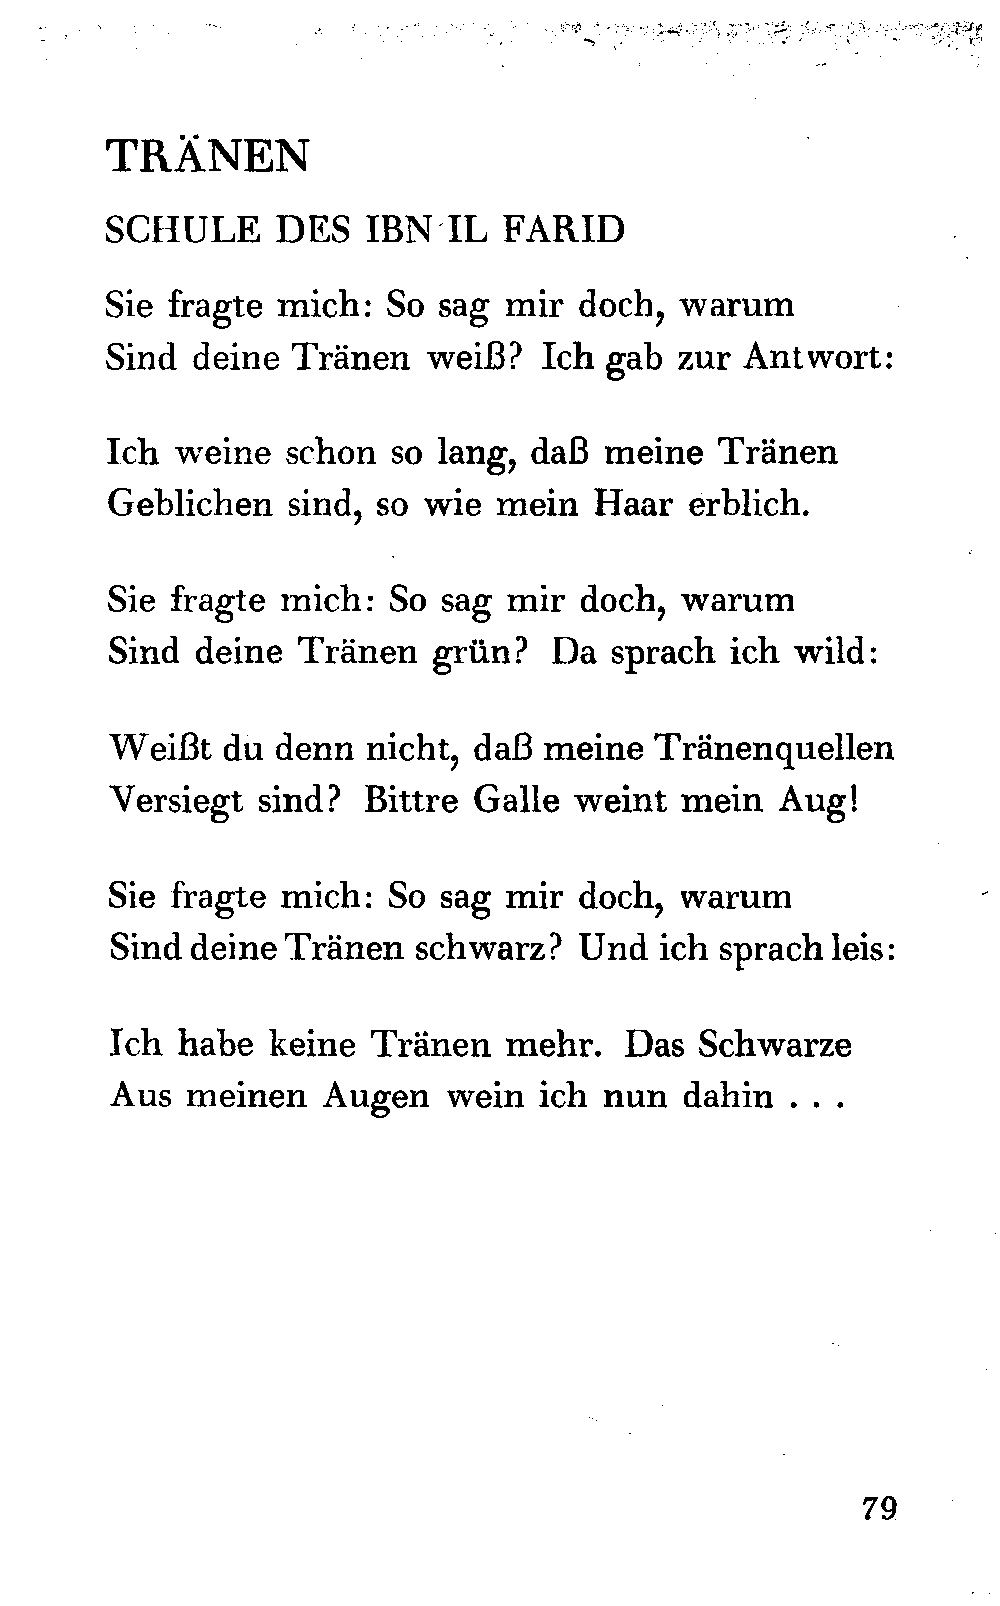 TRÄNEN
SCHULE DES IBN IL FARID
Sie fragte mich: So sag mir doch, warum
Sind deine Tränen weiß? Ich gab zur Antwort:
Ich weine schon so lang, daß meine Tränen
Geblichen sind, so wie mein Haar erblich.
Sie fragte mich: So sag mir doch, warum
Sind deine Tränen grün? Da sprach ich wild:
Weißt du denn nicht, daß meine Tränenquellen
Versiegt sind? Bittre Galle weint mein Aug!
Sie fragte mich: So sag mir doch, warum
Sind deine Tränen schwarz? Und ich sprach leis:
Ich habe keine Tränen mehr. Das Schwarze
Aus meinen Augen wein ich nun dahin . . .
79